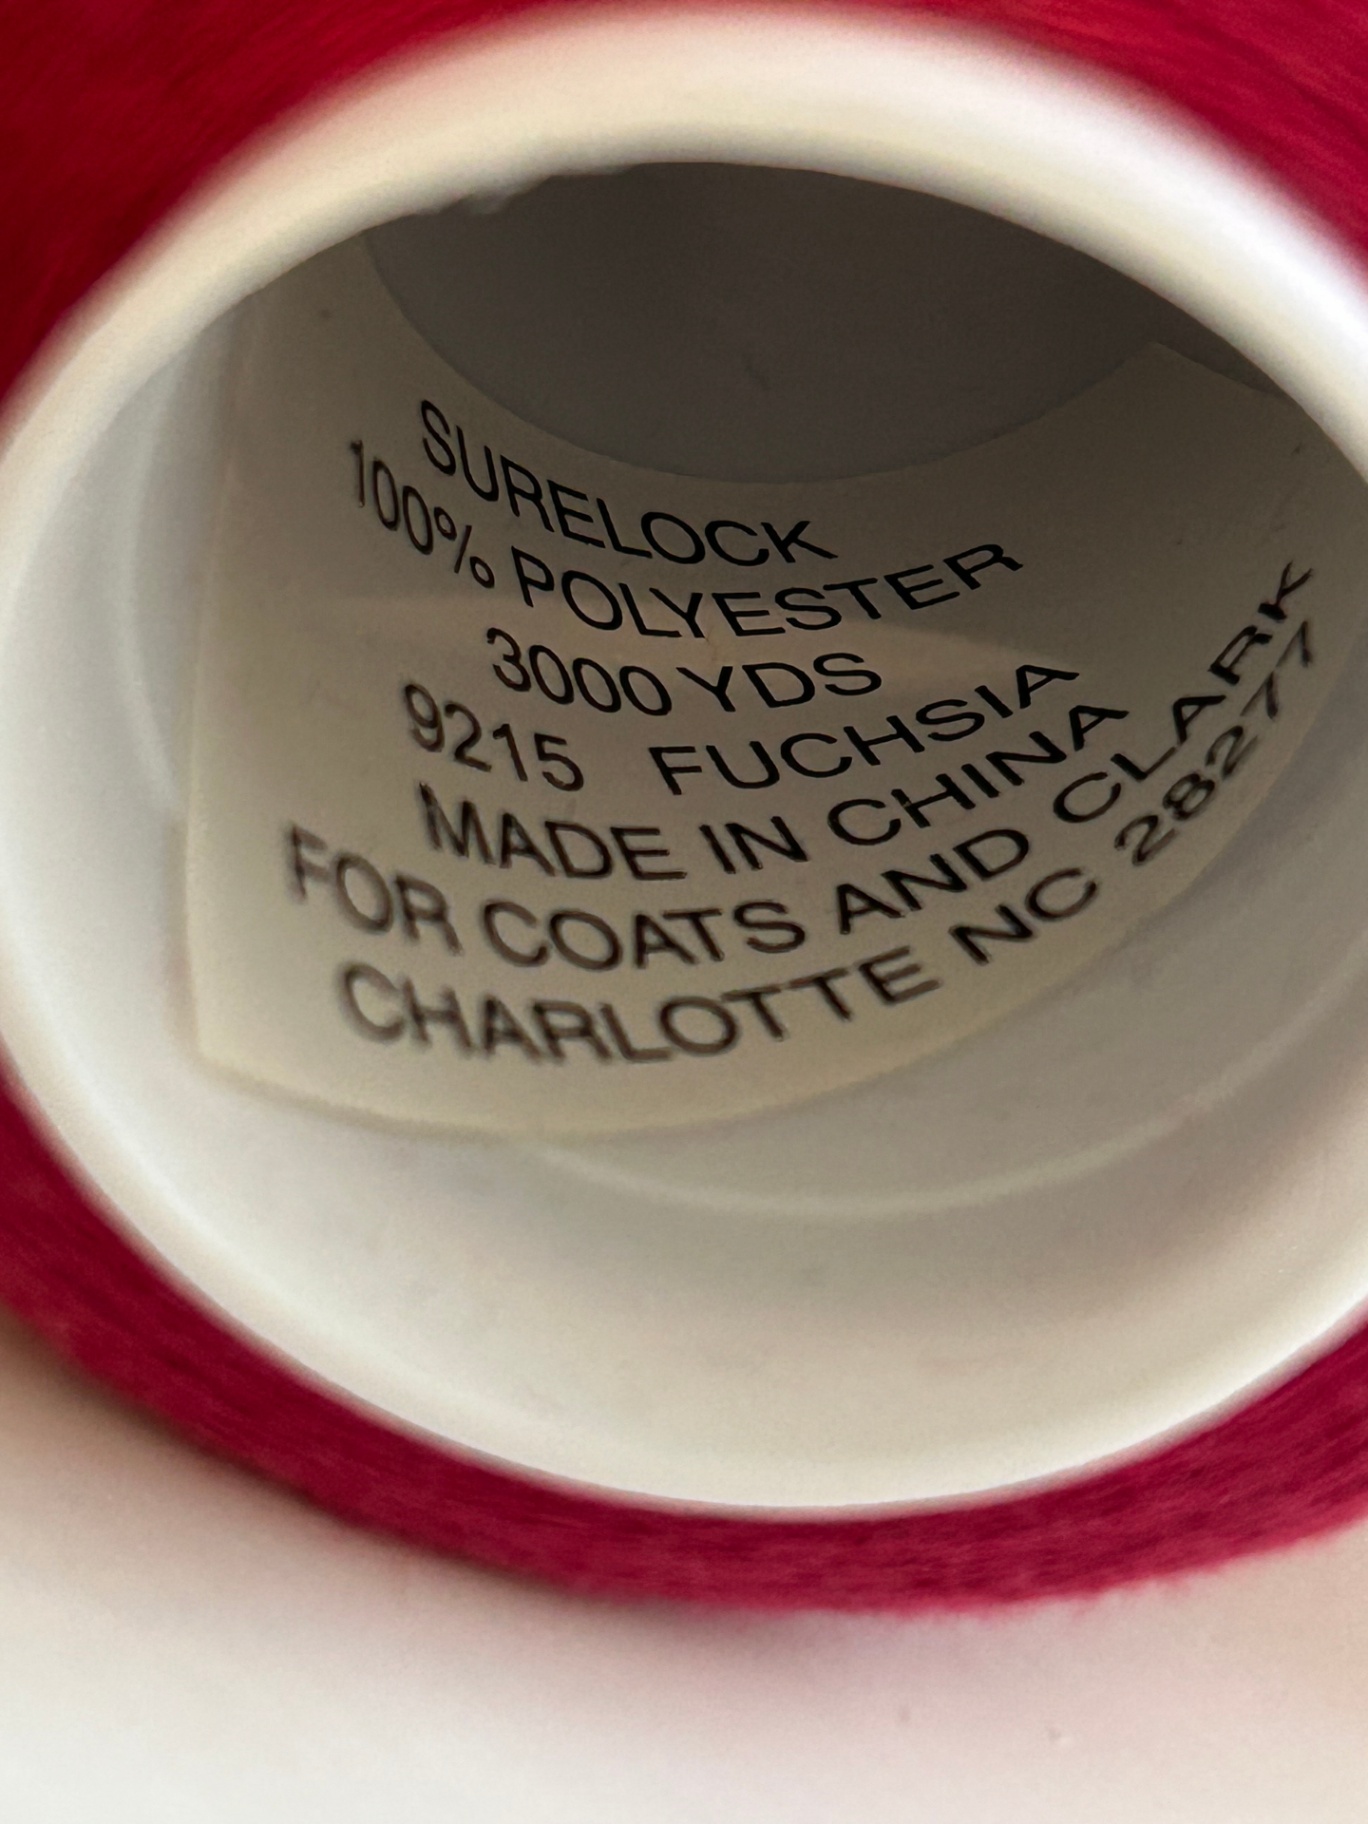 SURELOCK
100% POLYESTER
3000 YDS
9215 FUCHSIA
MADE IN CHINA
FOR COATS AND CLARK
CHARLOTTE NC 28277